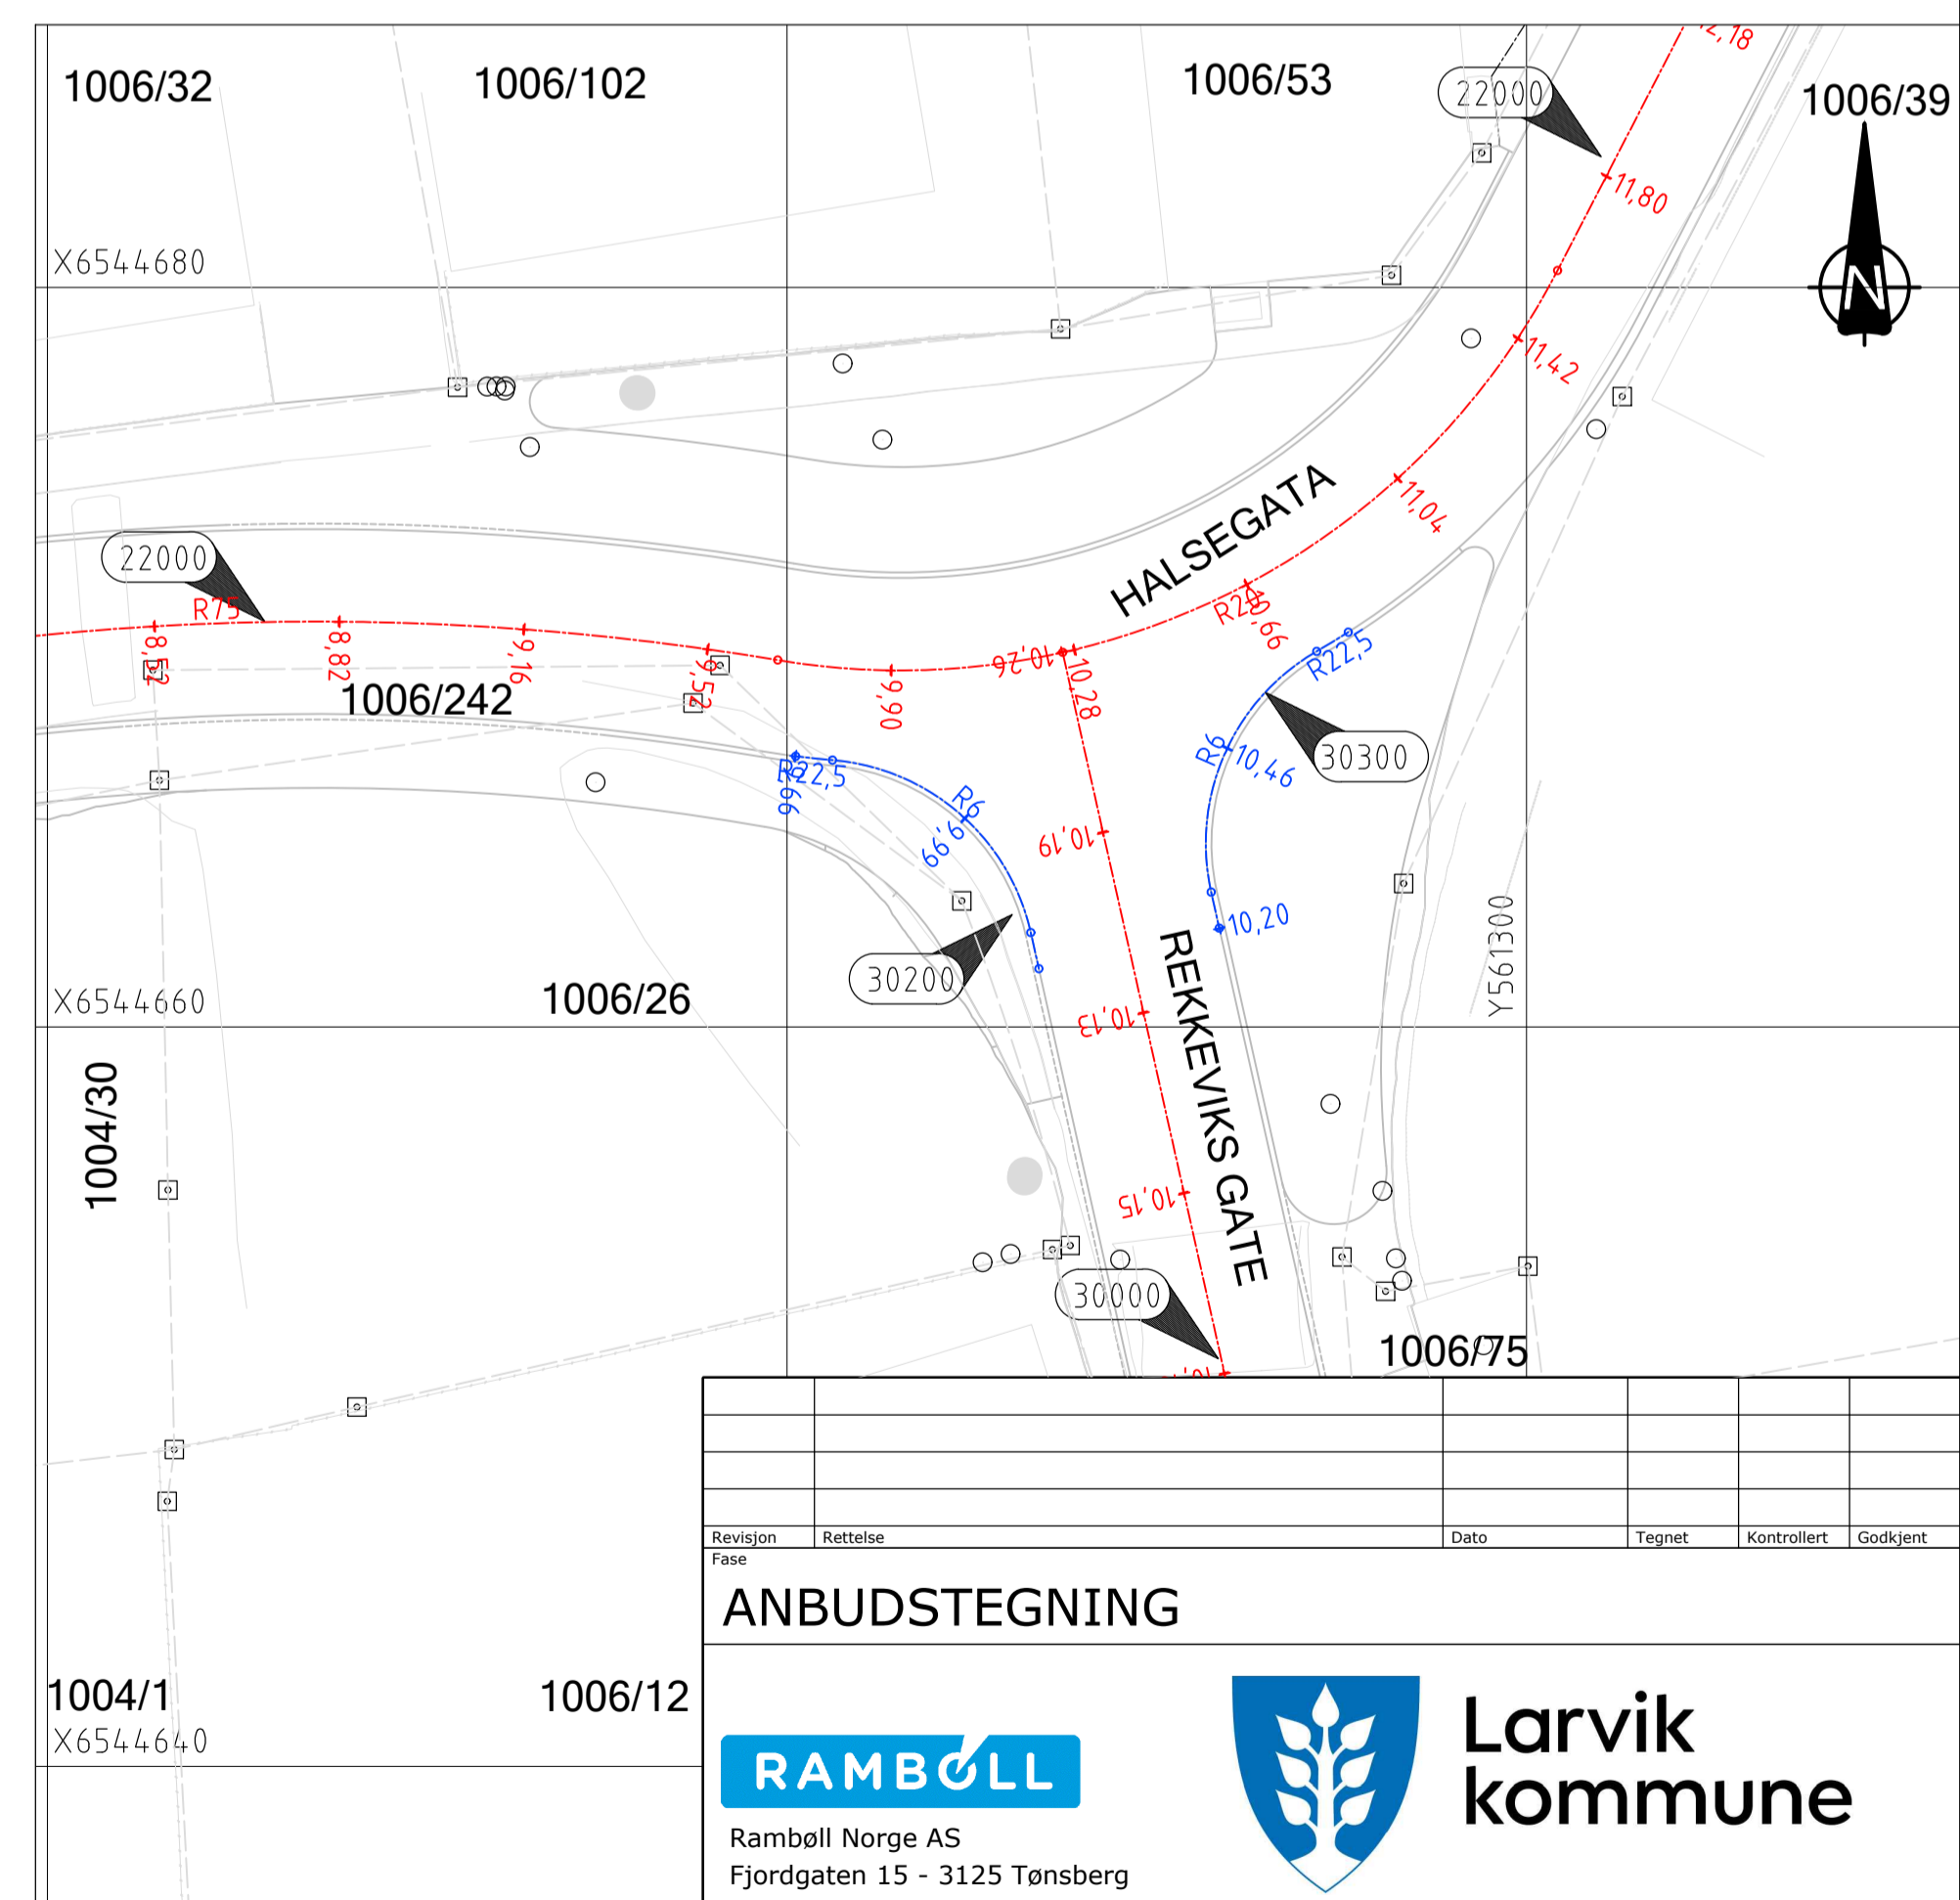 12,18
1006/32
1006/102
1006/53
22000
1006/39
11,80
X6544680
N
11,42
HALSEGATA
11,04
22000
R75
8,52
8,82
9,16
9,52
9,90
10,26
10,28
10,66
1006/242
R22,5
R22,5
R6
R6
10,46
30300
9,99
10,19
10,20
30200
Y561300
REKKEVIKS GATE
X6544660
1006/26
10,13
1004/30
10,15
30000
1006/75
Revisjon Rettelse Dato Tegnet Kontrollert Godkjent
Fase
ANBUDSTEGNING
1004/1
1006/12
X6544640
RAMBOLL
Larvik
kommune
Rambøll Norge AS
Fjordgaten 15 - 3125 Tønsberg